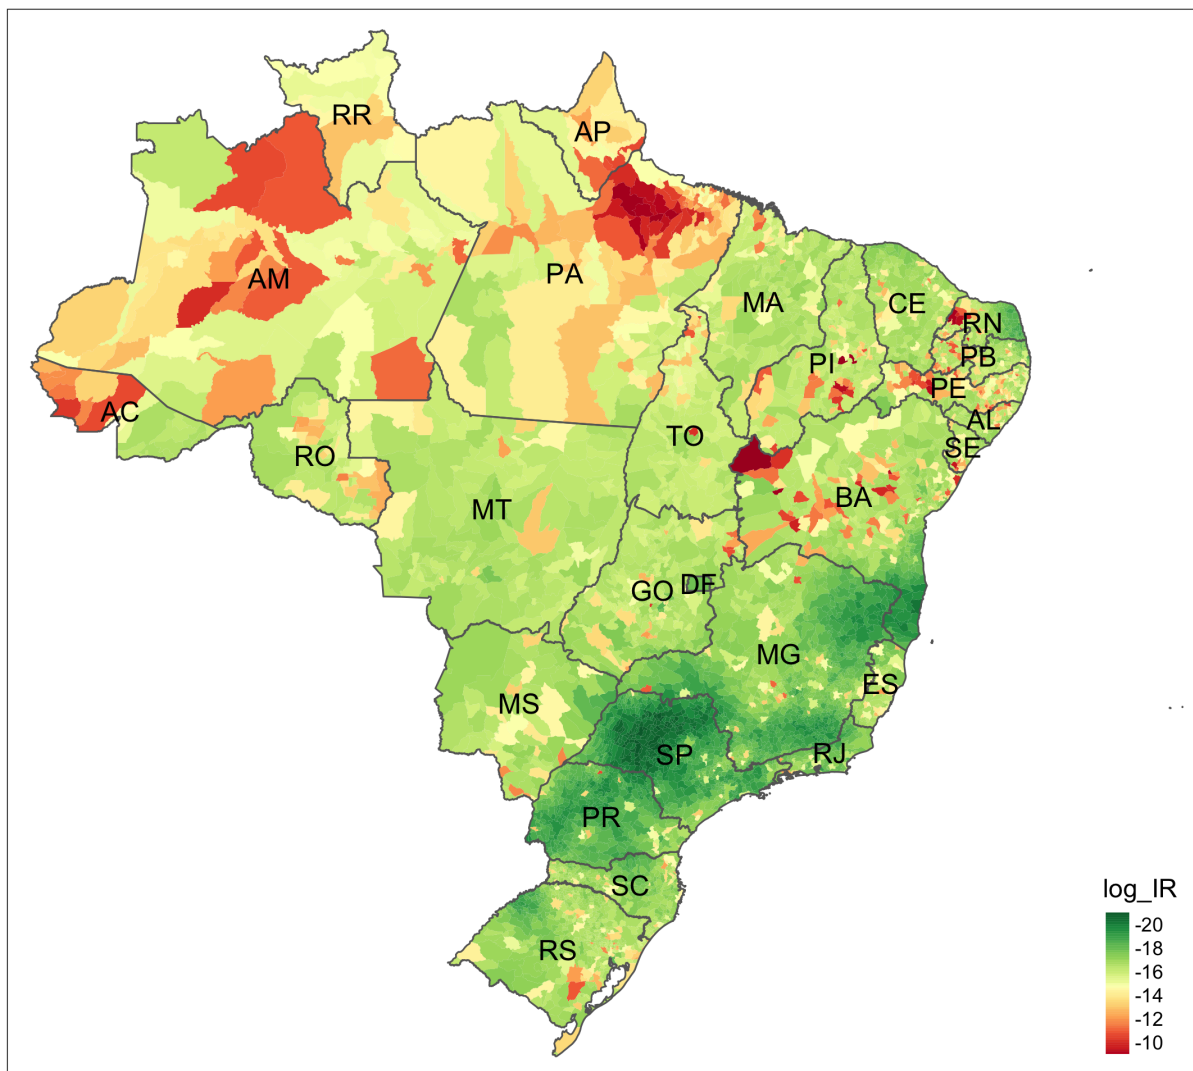 RR
AP
AM
PA
MA
CE
RN
PI
PB
PE
AC
AL
TO
SE
RO
BA
MT
GO
DF
MG
ES
MS
SP
RJ
PR
SC
RS
log_IR
-20
-18
-16
-14
-12
-10